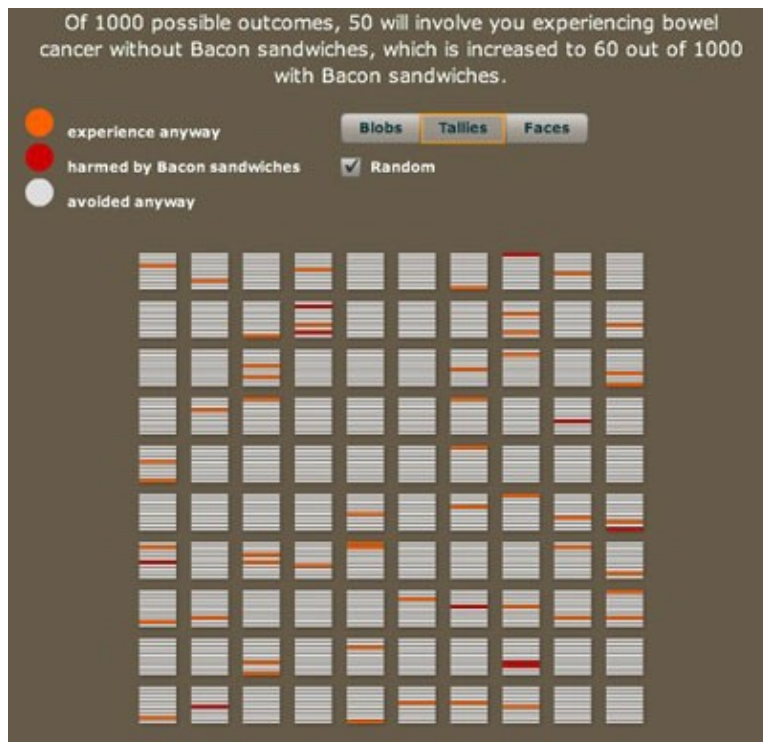 Of 1000 possible outcomes, 50 will involve you experiencing bowel
cancer without Bacon sandwiches, which is increased to 60 out of 1000
with Bacon sandwiches.
experience anyway
Blobs Tallies Faces
harmed by Bacon sandwiches
Random
avoided anyway